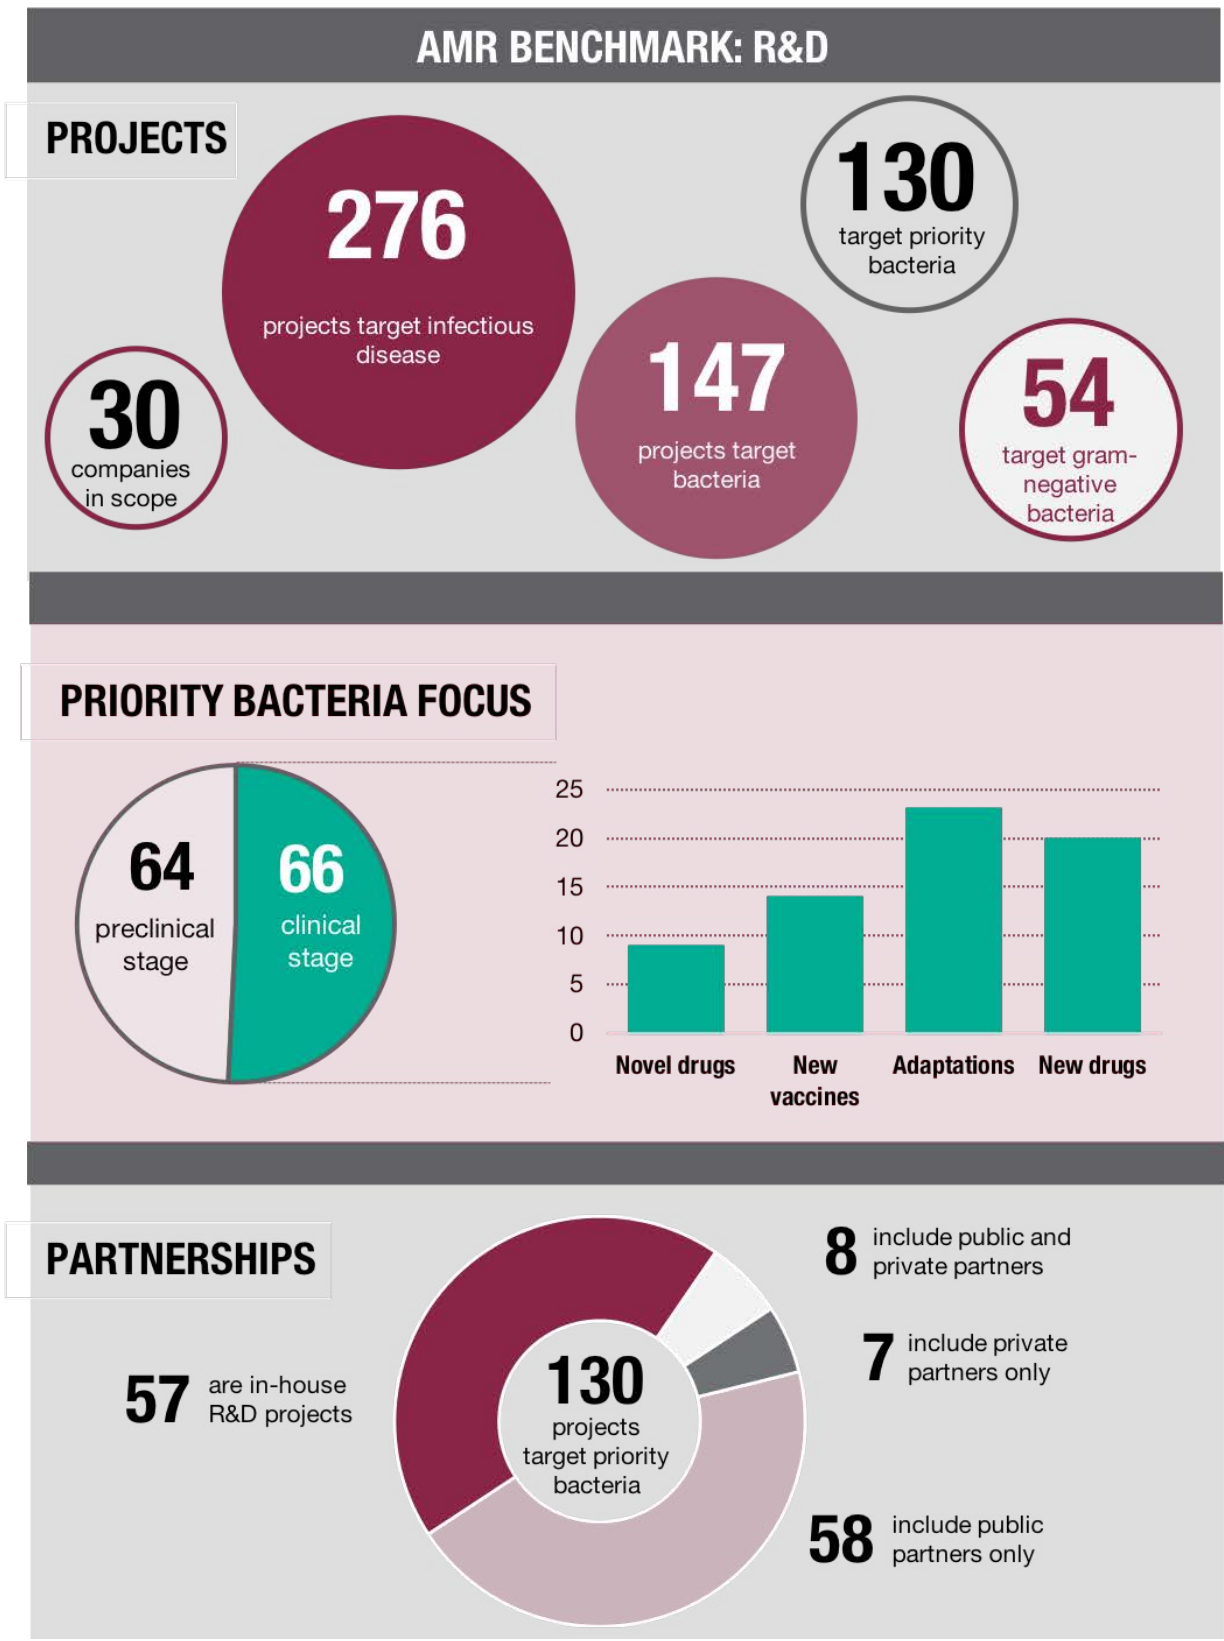 AMR BENCHMARK: R&D
PROJECTS
276
projects target infectious
disease
130
target priority
bacteria
30
companies
in scope
147
projects target
bacteria
54
target gram-
negative
bacteria
PRIORITY BACTERIA FOCUS
64
preclinical
stage
66
clinical
stage
25
20
15
10
5
0
Novel drugs
New
vaccines
Adaptations
New drugs
PARTNERSHIPS
57
are in-house
R&D projects
130
projects
target priority
bacteria
8
include public and
private partners
7
include private
partners only
58
include public
partners only